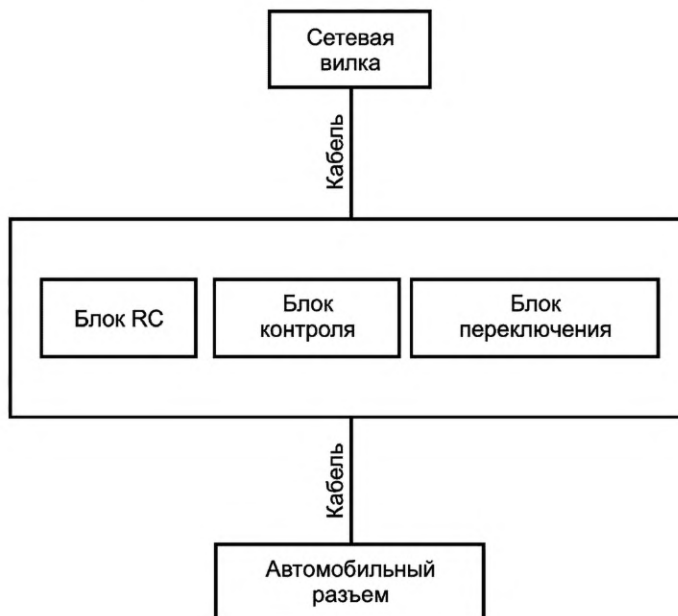 Сетевая
вилка
Кабель
Блок RC
Блок
контроля
Блок
переключения
Кабель
Автомобильный
разъем